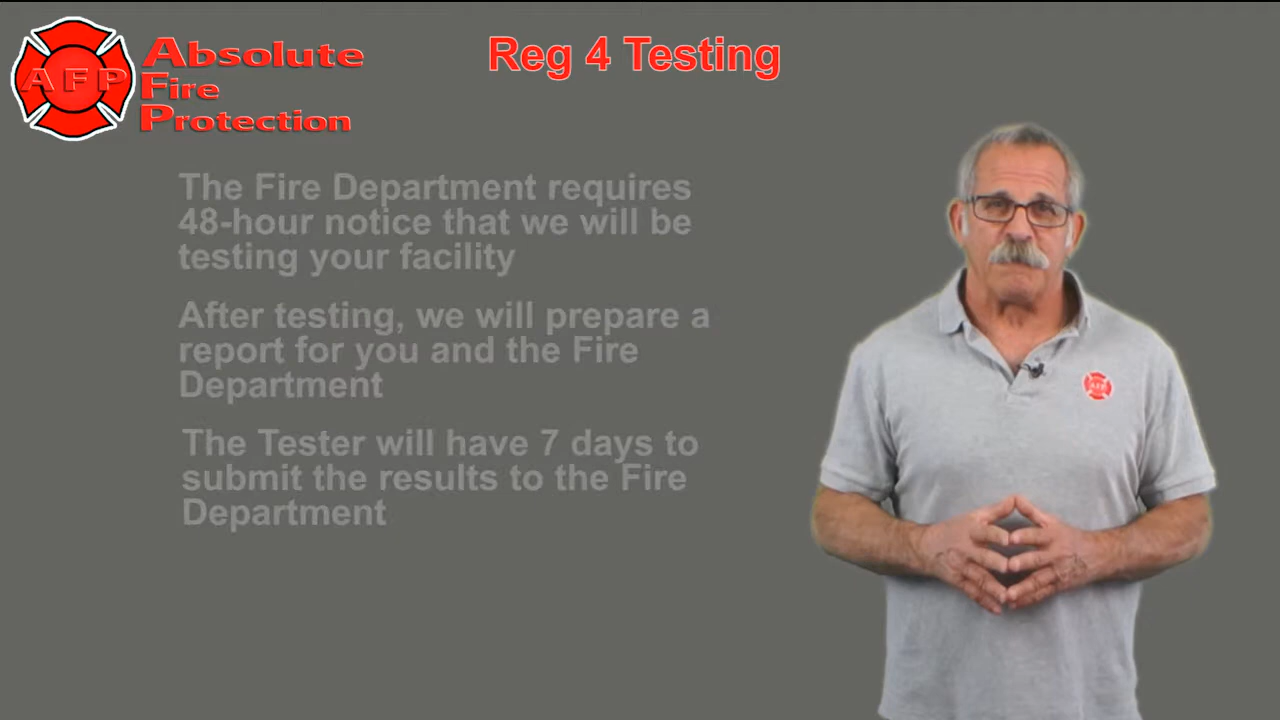 AFP
Absolute
Fire
Protection
Reg 4 Testing
The Fire Department requires
48-hour notice that we will be
testing your facility
After testing, we will prepare a
report for you and the Fire
Department
The Tester will have 7 days to
submit the results to the Fire
Department
AFP